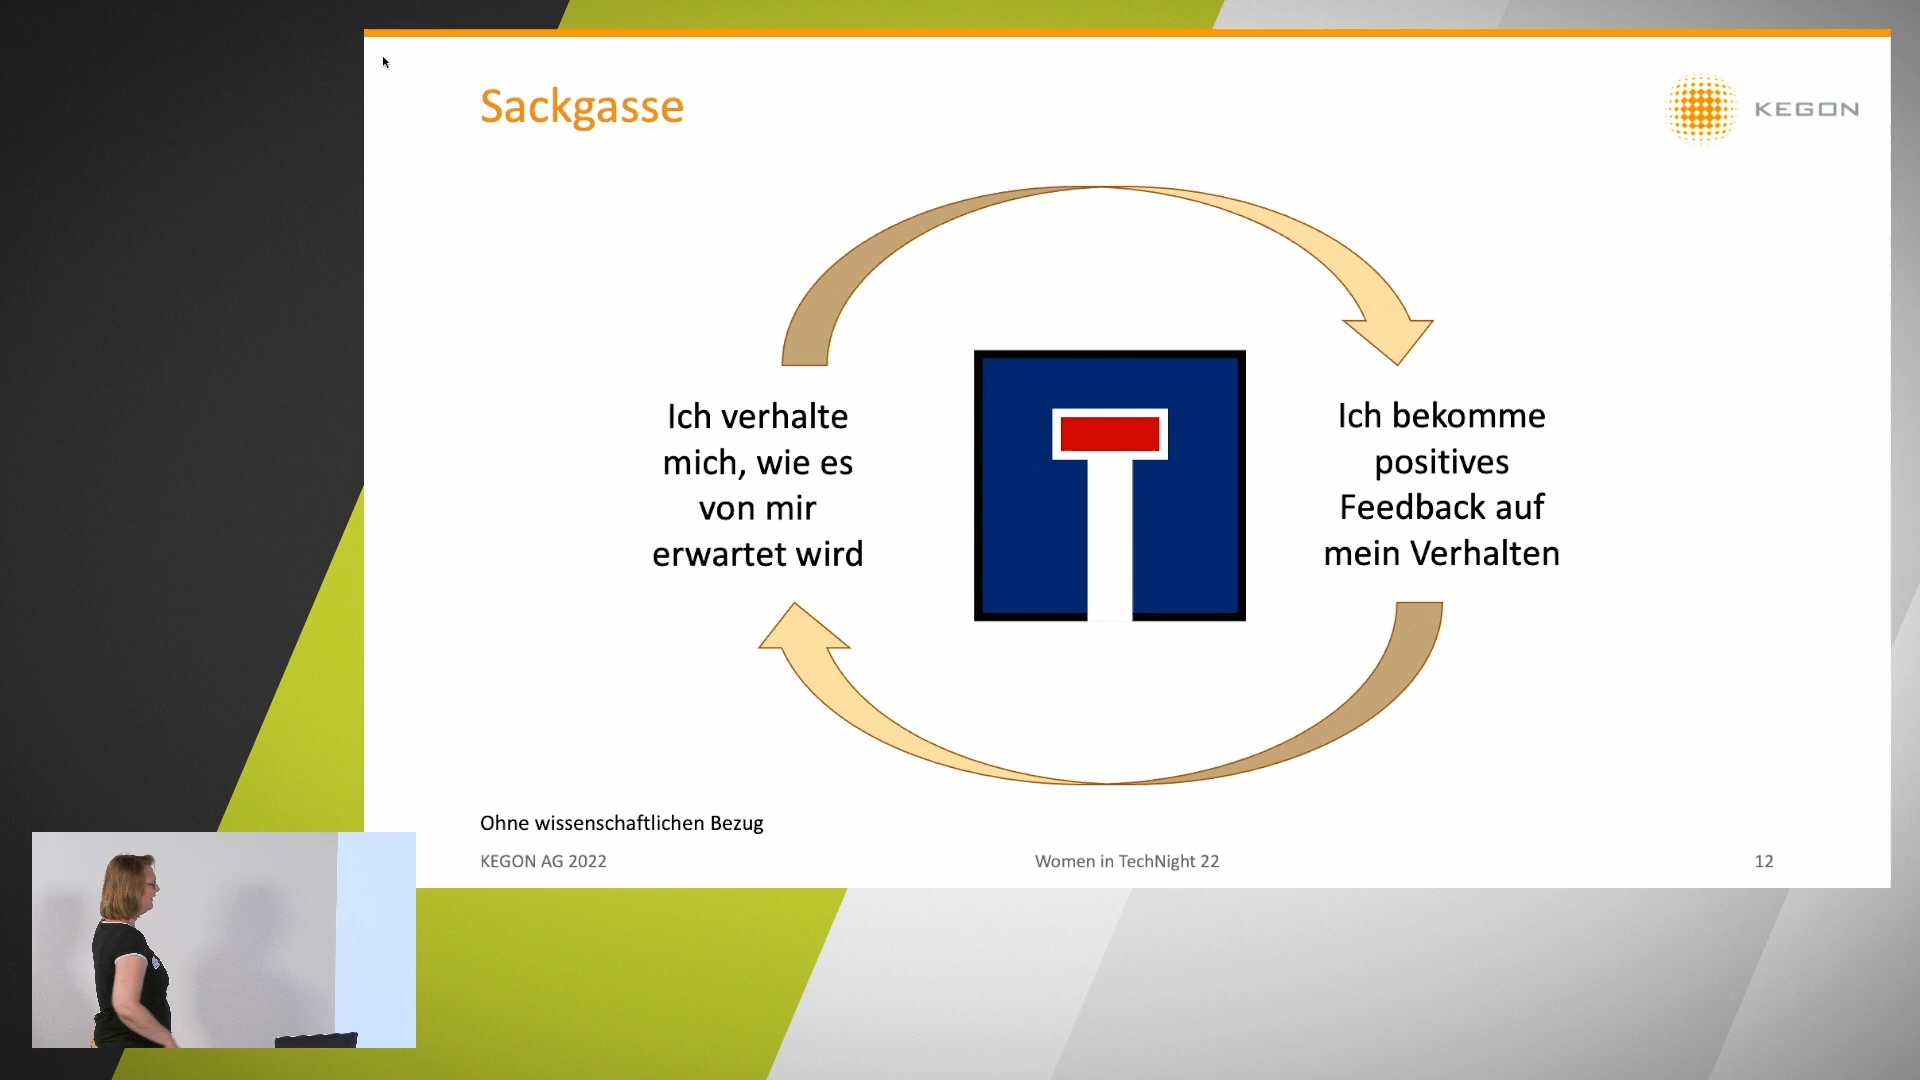 Sackgasse
KEGON
Ich verhalte
mich, wie es
von mir
erwartet wird
Ich bekomme
positives
Feedback auf
mein Verhalten
Ohne wissenschaftlichen Bezug
KEGON AG 2022
Women in TechNight 22
12